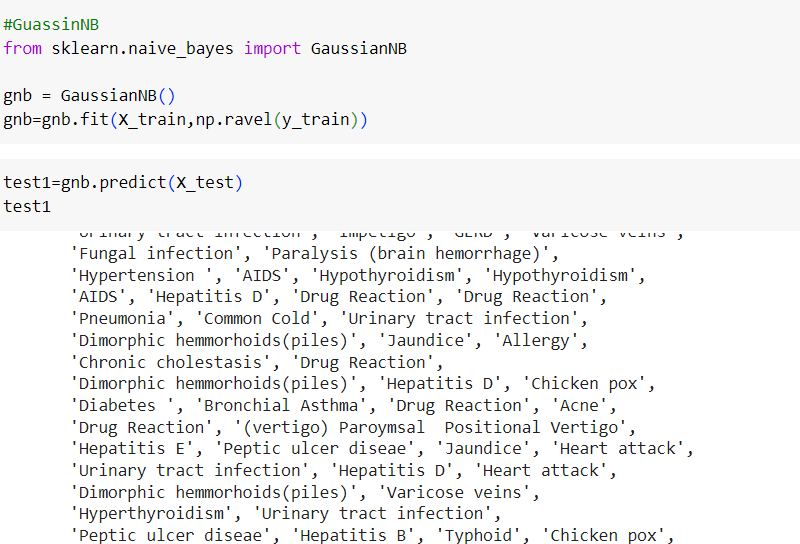 #GuassinNB
from sklearn.naive_bayes import GaussianNB
gnb = GaussianNB()
gnb=gnb.fit(X_train,np.ravel(y_train))
test1=gnb.predict(X_test)
test1
'Urinary tract infection', 'Impetigo', 'GERD', 'Varicose veins',
'Fungal infection', 'Paralysis (brain hemorrhage)',
'Hypertension ', 'AIDS', 'Hypothyroidism', 'Hypothyroidism',
'AIDS', 'Hepatitis D', 'Drug Reaction', 'Drug Reaction',
'Pneumonia', 'Common Cold', 'Urinary tract infection',
'Dimorphic hemmorhoids(piles)', 'Jaundice', 'Allergy',
'Chronic cholestasis', 'Drug Reaction',
'Dimorphic hemmorhoids(piles)', 'Hepatitis D', 'Chicken pox',
'Diabetes ', 'Bronchial Asthma', 'Drug Reaction', 'Acne',
'Drug Reaction', '(vertigo) Paroymsal  Positional Vertigo',
'Hepatitis E', 'Peptic ulcer diseae', 'Jaundice', 'Heart attack',
'Urinary tract infection', 'Hepatitis D', 'Heart attack',
'Dimorphic hemmorhoids(piles)', 'Varicose veins',
'Hyperthyroidism', 'Urinary tract infection',
'Peptic ulcer diseae', 'Hepatitis B', 'Typhoid', 'Chicken pox',